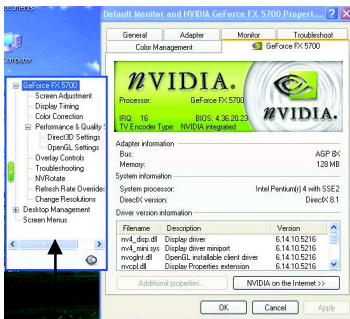 Documents
Computer
Default Monitor and NVIDIA GeForce FX 5700 Propert...
General
Adapter
Monitor
Troubleshoot
Color Management
GeForce FX 5700
NVIDIA.
Processor: GeForce FX 5700
IRQ: 16
BIOS: 4.36.20.23
TV Encoder Type: NVIDIA integrated
NVIDIA.
Adapter information
Bus: AGP 8X
Memory: 128 MB
System information
System processor: Intel Pentium(r) 4 with SSE2
DirectX version: DirectX 8.1
Driver version information
Filename
Description
Version
nv4_disp.dll Display driver 6.14.10.5216
nv4_mini.sys Display driver miniport 6.14.10.5216
nvoglnt.dll OpenGL installable client driver 6.14.10.5216
nvcpl.dll Display Properties extension 6.14.10.5216
Additional properties...
NVIDIA on the Internet >>
OK
Cancel
Apply
GeForce FX 5700
Screen Adjustment
Display Timing
Color Correction
Performance & Quality S
Direct3D Settings
OpenGL Settings
Overlay Controls
Troubleshooting
NVRotate
Refresh Rate Overrides
Change Resolutions
Desktop Management
Screen Menus